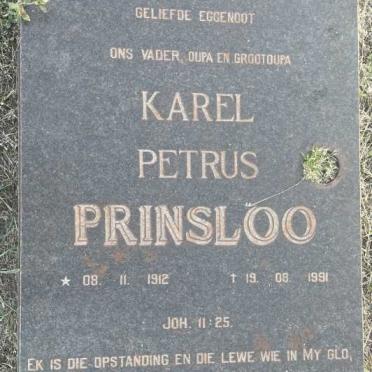 GELIEFDE EGGENOOT
ONS VADER, OUPA EN GROOTOUPA
KAREL
PETRUS
PRINSLOO
★ 08. 11. 1912 † 19. 08. 1991
JOH. 11:25.
EK IS DIE OPSTANDING EN DIE LEWE WIE IN MY GLO,